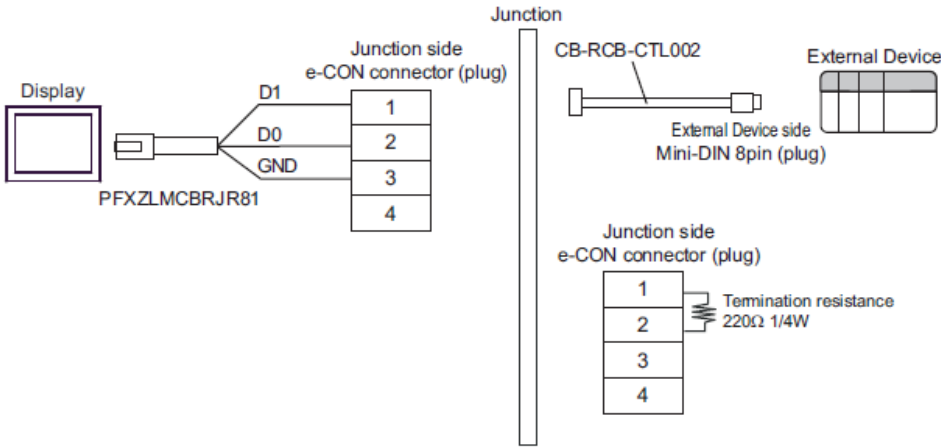 Junction
Junction side
e-CON connector (plug)
Display
D1
D0
GND
1
2
3
4
PFXZLMCBRJR81
CB-RCB-CTL002
External Device
External Device side
Mini-DIN 8pin (plug)
Junction side
e-CON connector (plug)
1
2
3
4
Termination resistance
220Ω 1/4W